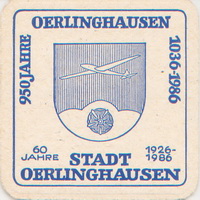 OERLINGHAUSEN
950 JAHRE
1036-1986
60
JAHRE
1926-
1986
STADT
OERLINGHAUSEN